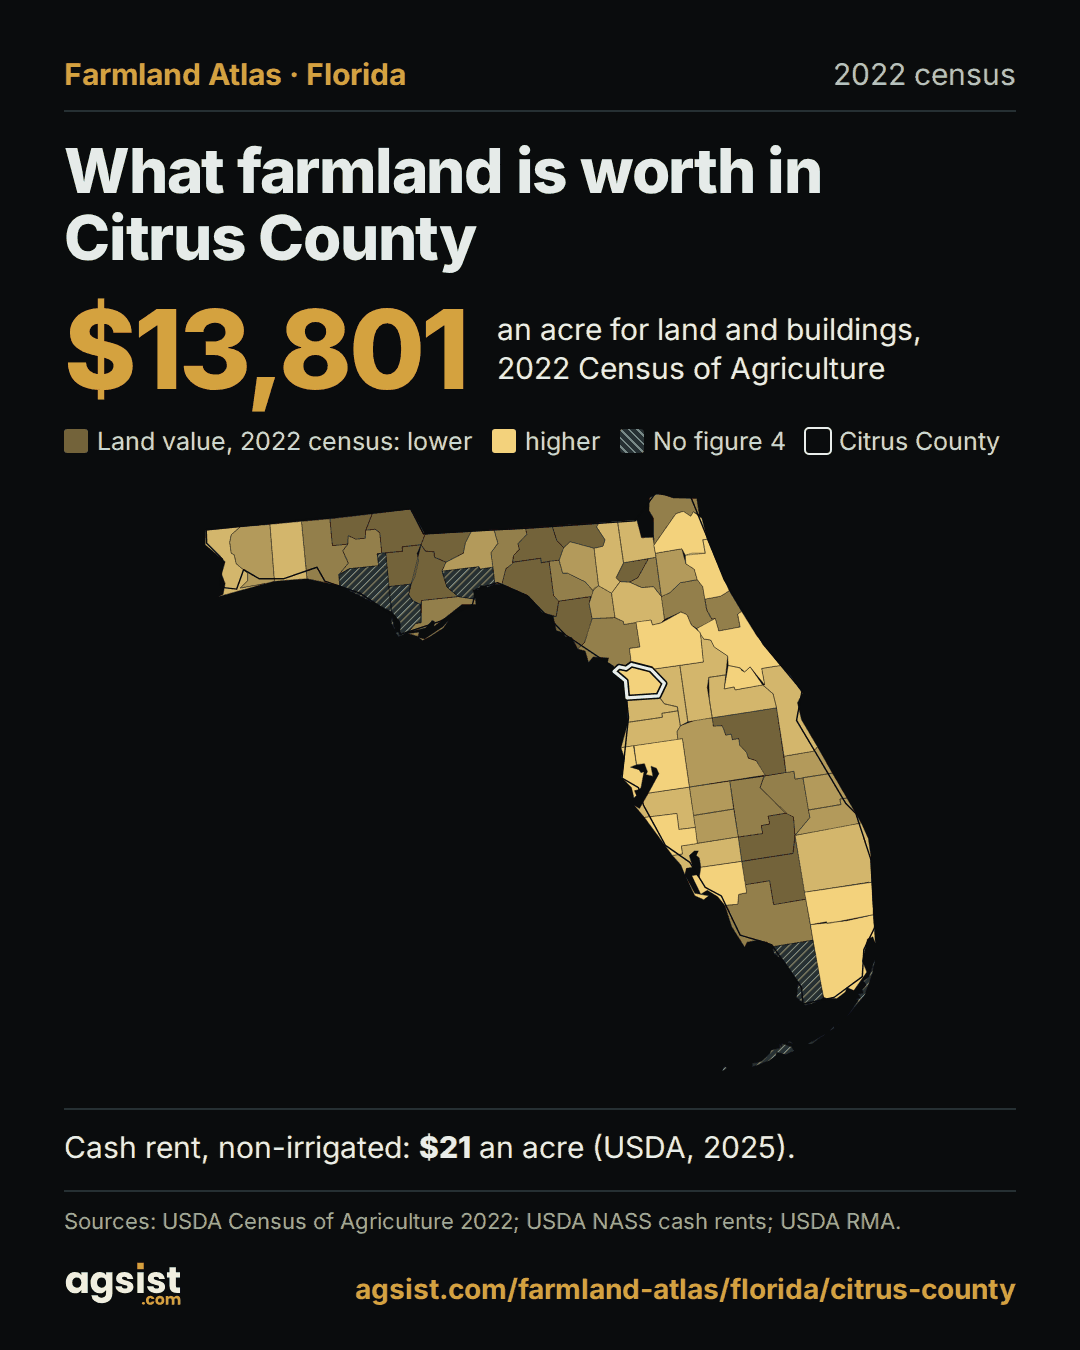 Farmland Atlas · Florida
2022 census
What farmland is worth in
Citrus County
$13,801
an acre for land and buildings,
2022 Census of Agriculture
Land value, 2022 census: lower
higher
No figure 4
Citrus County
Cash rent, non-irrigated: $21 an acre (USDA, 2025).
Sources: USDA Census of Agriculture 2022; USDA NASS cash rents; USDA RMA.
agsist
.com
agsist.com/farmland-atlas/florida/citrus-county